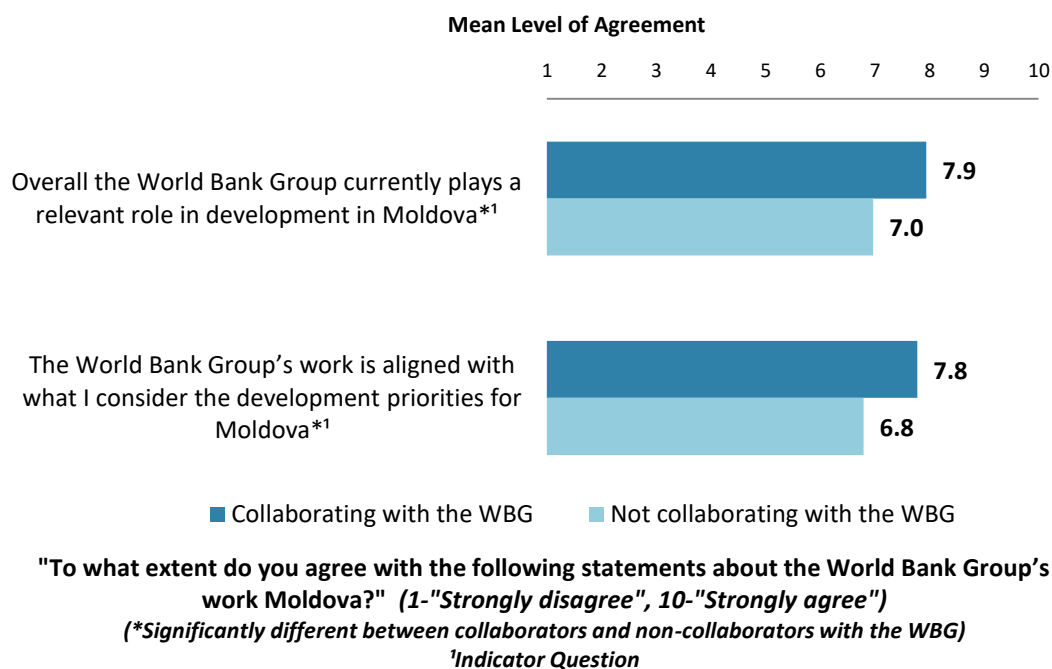 Mean Level of Agreement
1 2 3 4 5 6 7 8 9 10
Overall the World Bank Group currently plays a
relevant role in development in Moldova*¹
7.9
7.0
The World Bank Group’s work is aligned with
what I consider the development priorities for
Moldova*¹
7.8
6.8
Collaborating with the WBG Not collaborating with the WBG
"To what extent do you agree with the following statements about the World Bank Group’s
work Moldova?" (1-"Strongly disagree", 10-"Strongly agree")
(*Significantly different between collaborators and non-collaborators with the WBG)
¹Indicator Question